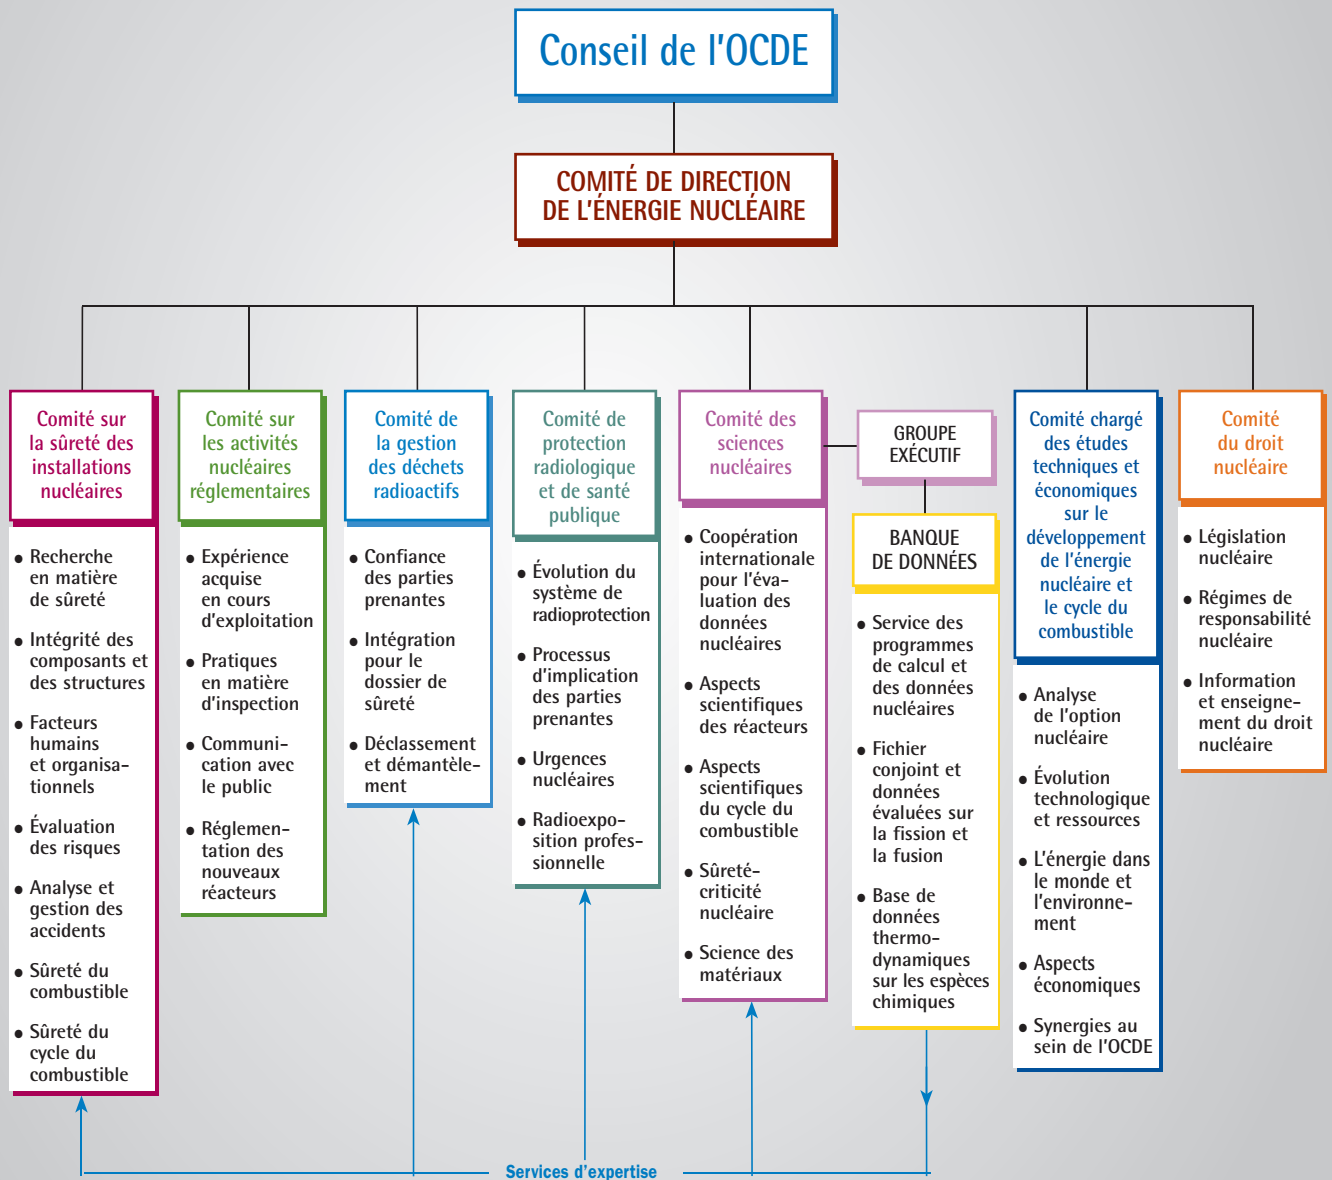 Conseil de l'OCDE
COMITÉ DE DIRECTION
DE L'ÉNERGIE NUCLÉAIRE
Comité sur
la sûreté des
installations
nucléaires
• Recherche
en matière
de sûreté
• Intégrité des
composants et
des structures
• Facteurs
humains
et organisa-
tionnels
• Évaluation
des risques
• Analyse et
gestion des
accidents
• Sûreté du
combustible
• Sûreté du
cycle du
combustible
Comité sur
les activités
nucléaires
réglementaires
• Expérience
acquise
en cours
d'exploitation
• Pratiques
en matière
d'inspection
• Communi-
cation avec
le public
• Réglemen-
tation des
nouveaux
réacteurs
Comité de
la gestion
des déchets
radioactifs
• Confiance
des parties
prenantes
• Intégration
pour le
dossier de
sûreté
• Déclassement
et démantèle-
ment
Comité de
protection
radiologique
et de santé
publique
• Évolution du
système de
radioprotection
• Processus
d'implication
des parties
prenantes
• Urgences
nucléaires
• Radioexpo-
sition profes-
sionnelle
Comité des
sciences
nucléaires
• Coopération
internationale
pour l'éva-
luation des
données
nucléaires
• Aspects
scientifiques
des réacteurs
• Aspects
scientifiques
du cycle du
combustible
• Sûreté-
criticité
nucléaire
• Science des
matériaux
GROUPE
EXÉCUTIF
BANQUE
DE DONNÉES
• Service des
programmes
de calcul et
des données
nucléaires
• Fichier
conjoint et
données
évaluées sur
la fission et
la fusion
• Base de
données
thermo-
dynamiques
sur les espèces
chimiques
Comité chargé
des études
techniques et
économiques
sur le
développement
de l'énergie
nucléaire et
le cycle du
combustible
• Analyse
de l'option
nucléaire
• Évolution
technologique
et ressources
• L'énergie dans
le monde et
l'environne-
ment
• Aspects
économiques
• Synergies au
sein de l'OCDE
Comité
du droit
nucléaire
• Législation
nucléaire
• Régimes de
responsabilité
nucléaire
• Information
et enseigne-
ment du droit
nucléaire
Services d'expertise